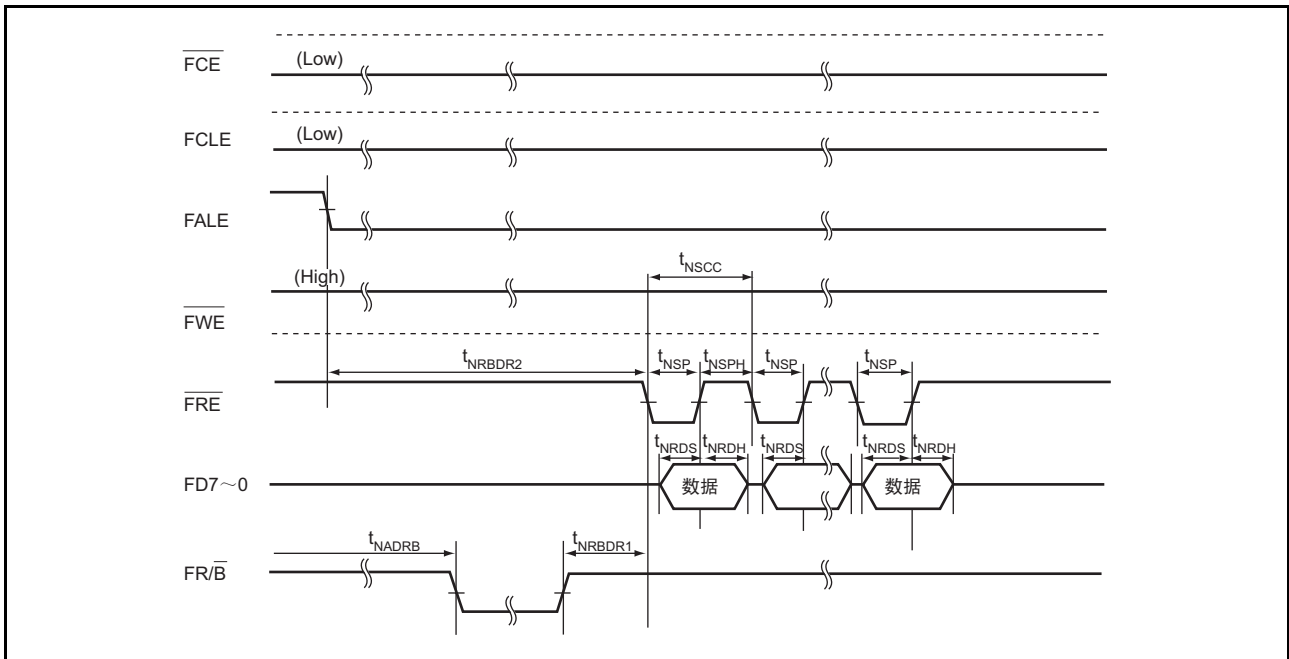 FCE (Low)
FCLE (Low)
FALE
(High)
tNSCC
FWE
tNRBDR2 tNSP tNSPH tNSP tNSP
FRE
tNRDS tNRDH tNRDS tNRDS tNRDH
FD7～0 数据 数据
tNADRB tNRBDR1
FR/B